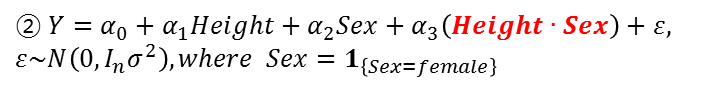 ② Y = α₀ + α₁Height + α₂Sex + α₃(Height · Sex) + ε,
ε~N(0, Iₙσ²), where Sex = 𝟏{Sex=female}